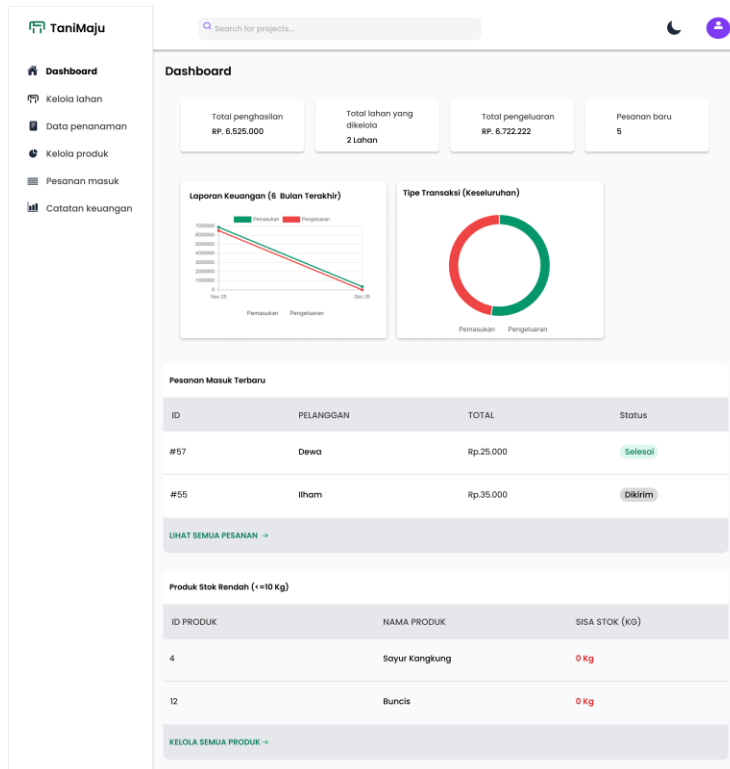 TaniMaju
Search for projects...
Dashboard
Kelola lahan
Data penanaman
Kelola produk
Pesanan masuk
Catatan keuangan
Dashboard
Total penghasilan
RP. 6.525.000
Total lahan yang
dikelola
2 Lahan
Total pengeluaran
RP. 6.722.222
Pesanan baru
5
Laporan Keuangan (6 Bulan Terakhir)
Pemasukan Pengeluaran
7000000
6000000
5000000
4000000
3000000
2000000
1000000
0
Nov 25 Dec 25
Pemasukan Pengeluaran
Tipe Transaksi (Keseluruhan)
Pemasukan Pengeluaran
Pesanan Masuk Terbaru
ID PELANGGAN TOTAL Status
#57 Dewa Rp.25.000 Selesai
#55 Ilham Rp.35.000 Dikirim
LIHAT SEMUA PESANAN →
Produk Stok Rendah (<=10 Kg)
ID PRODUK NAMA PRODUK SISA STOK (KG)
4 Sayur Kangkung 0 Kg
12 Buncis 0 Kg
KELOLA SEMUA PRODUK →